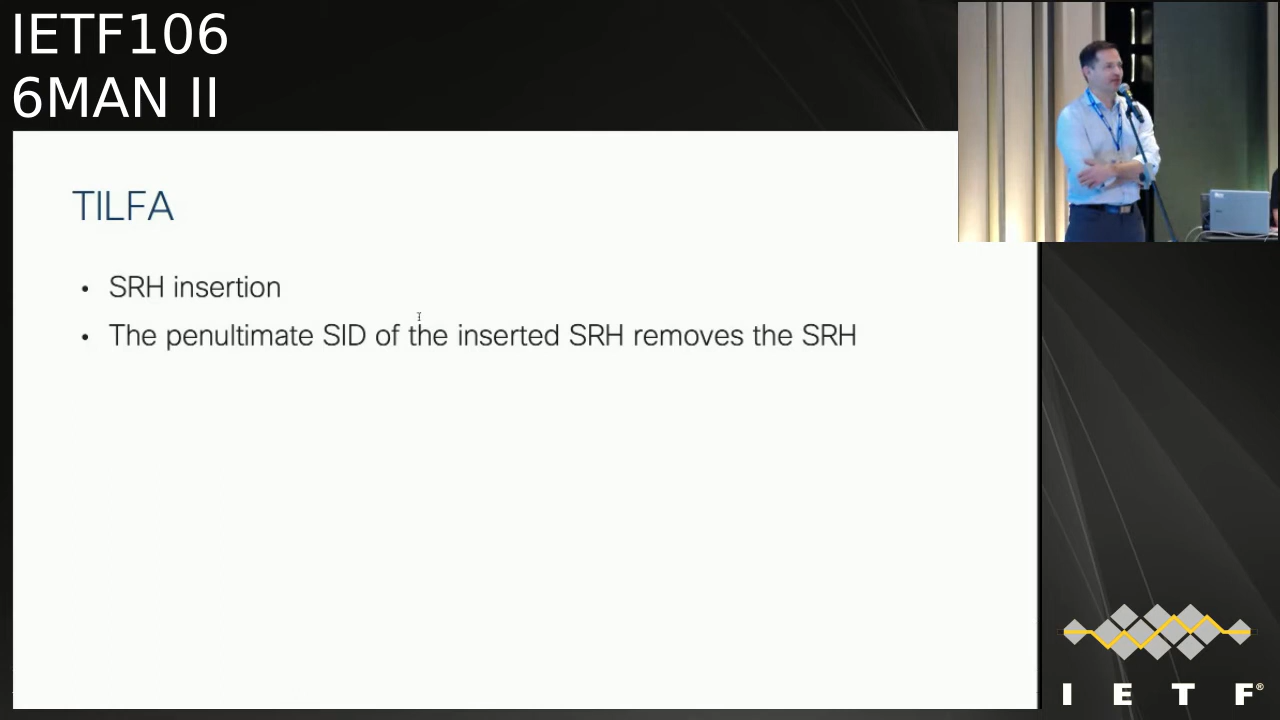 IETF106
6MAN II
TILFA
• SRH insertion
• The penultimate SID of the inserted SRH removes the SRH
I E T F®